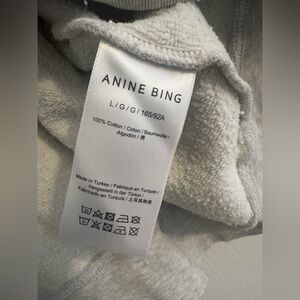 ANINE BING
L / G / G / 165/92A
100% Cotton / Coton / Baumwolle /
Algodón / 棉
Made in Turkey / Fabriqué en Turquie /
Hergestellt in der Türkei /
Fabricado en Turquía / 土耳其制造